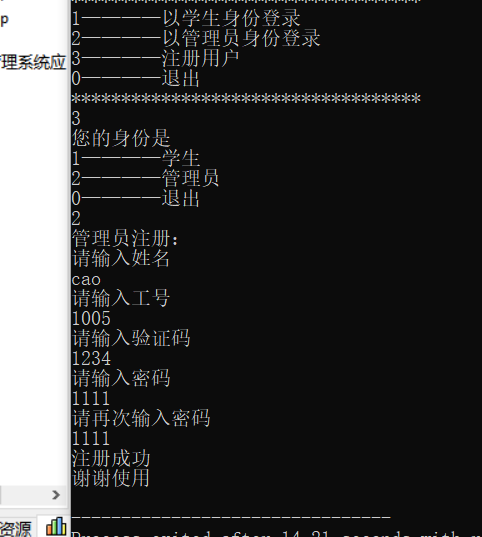 **********************************
p
1————以学生身份登录
2————以管理员身份登录
管理系统应
3————注册用户
0————退出
***********************************
3
您的身份是
1————学生
2————管理员
0————退出
2
管理员注册:
请输入姓名
cao
请输入工号
1005
请输入验证码
1234
请输入密码
1111
请再次输入密码
1111
注册成功
谢谢使用
--------------------------------
资源
Process exited after 14.21 seconds with